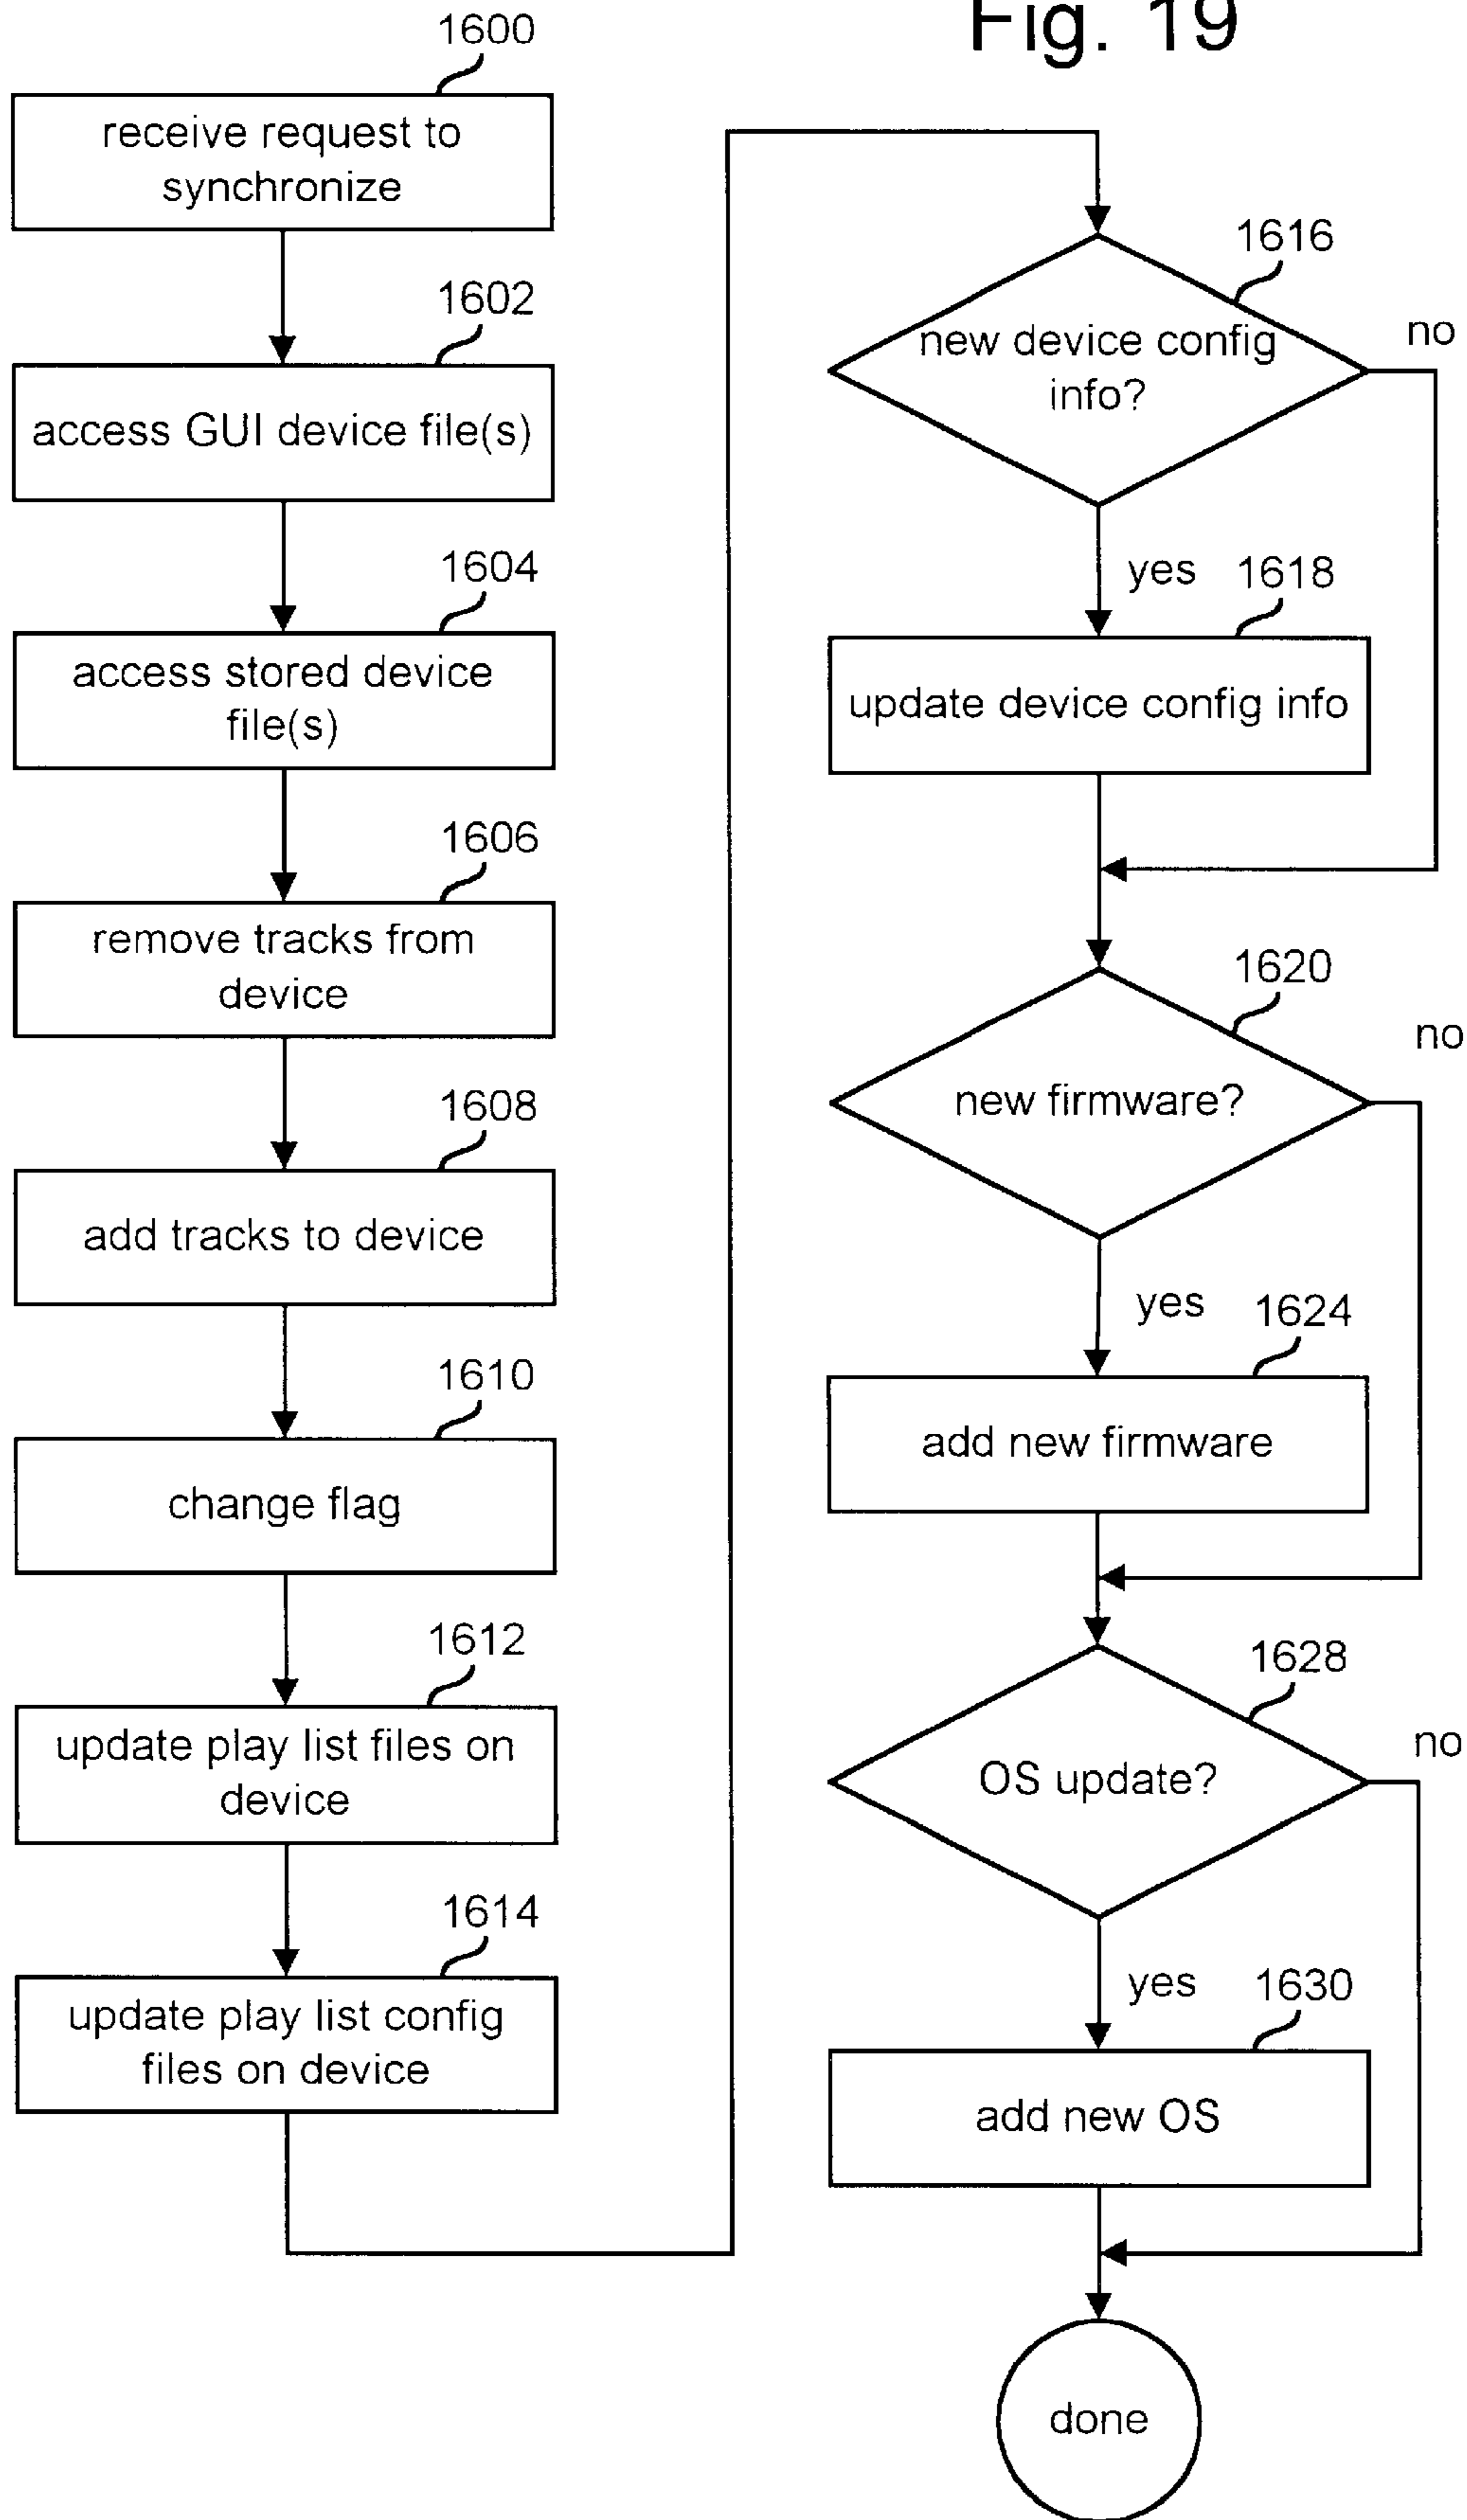 Fig. 19
1600
receive request to
synchronize
1602
access GUI device file(s)
1604
access stored device
file(s)
1606
remove tracks from
device
1608
add tracks to device
1610
change flag
1612
update play list files on
device
1614
update play list config
files on device
1616
new device config
info?
no
yes
1618
update device config info
1620
new firmware?
no
yes
1624
add new firmware
1628
OS update?
no
yes
1630
add new OS
done